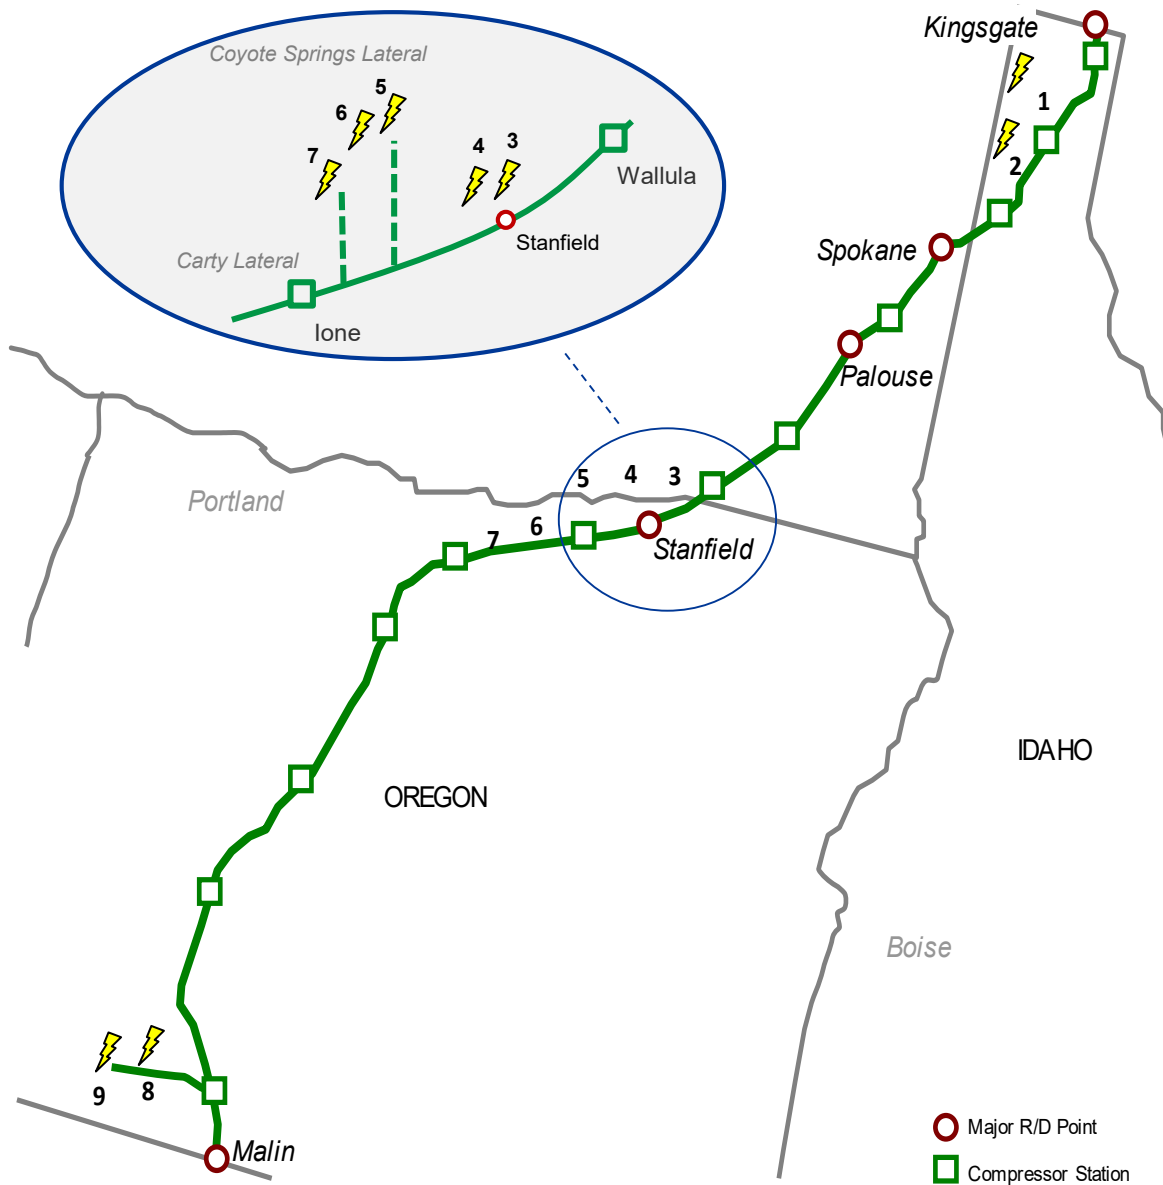 Kingsgate
Coyote Springs Lateral
5
6
1
4
3
7
2
Wallula
Stanfield
Spokane
Carty Lateral
Ione
Palouse
5
4
3
Portland
7
6
Stanfield
IDAHO
OREGON
Boise
9
8
Major R/D Point
Malin
Compressor Station